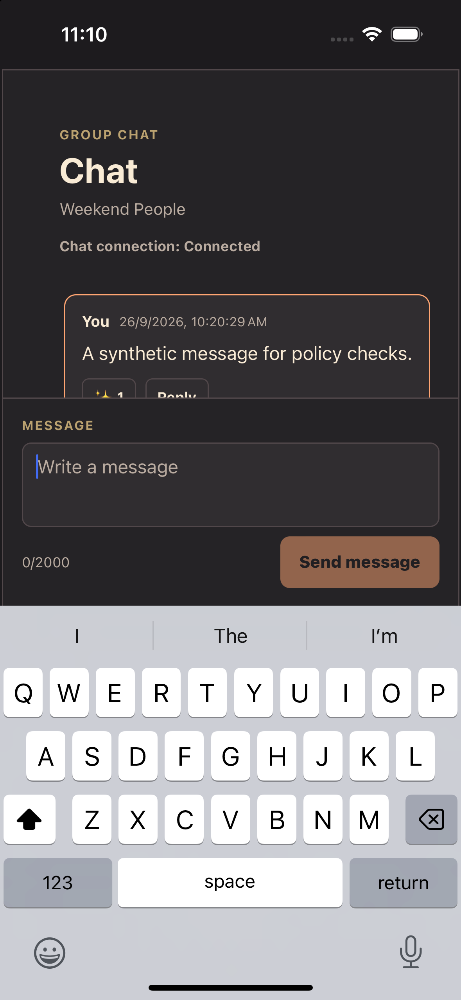 11:10
GROUP CHAT
Chat
Weekend People
Chat connection: Connected
You 26/9/2026, 10:20:29 AM
A synthetic message for policy checks.
✨ 1 Reply
MESSAGE
Write a message
0/2000 Send message
I The I’m
Q W E R T Y U I O P
A S D F G H J K L
Z X C V B N M
123 space return